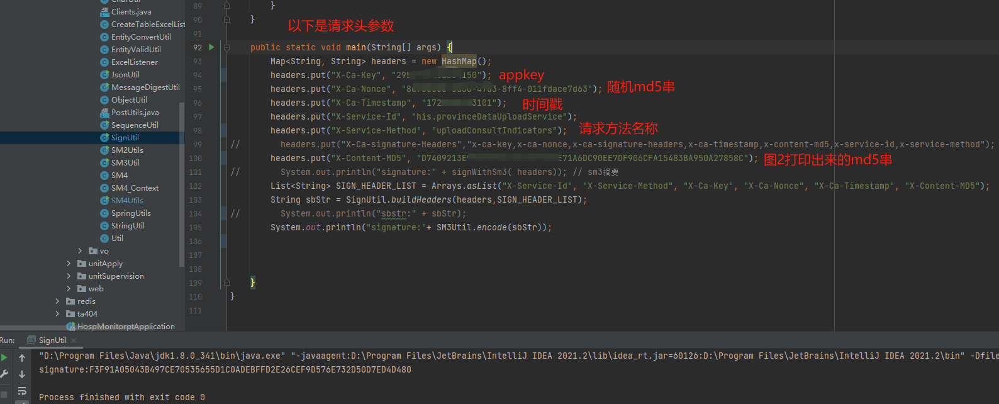 CharUtil
Clients.java
CreateTableExcelList
EntityConvertUtil
EntityValidUtil
ExcelListener
JsonUtil
MessageDigestUtil
ObjectUtil
PostUtils.java
SequenceUtil
SignUtil
SM2Utils
SM3Util
SM4
SM4_Context
SM4Utils
SpringUtils
StringUtil
Util
vo
unitApply
unitSupervision
web
redis
ta404
HospMonitorptApplication
89 }
90 }
91
以下是请求头参数
92 public static void main(String[] args) {
93 Map<String, String> headers = new HashMap();
94 headers.put("X-Ca-Key", "29 150"); appkey
95 headers.put("X-Ca-Nonce", "8 -8ff4-011fdace7d63"); 随机md5串
96 headers.put("X-Ca-Timestamp", "172 3101"); 时间戳
97 headers.put("X-Service-Id", "his.provinceDataUploadService");
98 headers.put("X-Service-Method", "uploadConsultIndicators"); 请求方法名称
99 // headers.put("X-Ca-Signature-Headers","x-ca-key,x-ca-nonce,x-ca-signature-headers,x-ca-timestamp,x-content-md5,x-service-id,x-service-method");
100 headers.put("X-Content-MD5", "D7409213E E71A6DC90EE7DF906CFA15483BA950A27858C"); 图2打印出来的md5串
101 // System.out.println("signature:" + signWithSm3( headers)); // sm3摘要
102 List<String> SIGN_HEADER_LIST = Arrays.asList("X-Service-Id", "X-Service-Method", "X-Ca-Key", "X-Ca-Nonce", "X-Ca-Timestamp", "X-Content-MD5");
103 String sbStr = SignUtil.buildHeaders(headers,SIGN_HEADER_LIST);
104 // System.out.println("sbstr:" + sbStr);
105 System.out.println("signature:"+ SM3Util.encode(sbStr));
106
107
108
109 }
110 }
111
Run: SignUtil
"D:\Program Files\Java\jdk1.8.0_341\bin\java.exe" "-javaagent:D:\Program Files\JetBrains\IntelliJ IDEA 2021.2\lib\idea_rt.jar=60126:D:\Program Files\JetBrains\IntelliJ IDEA 2021.2\bin" -Dfile
signature:F3F91A05043B497CE70535655D1C0ADEBFFD2E26CEF9D576E732D50D7ED4D480
Process finished with exit code 0